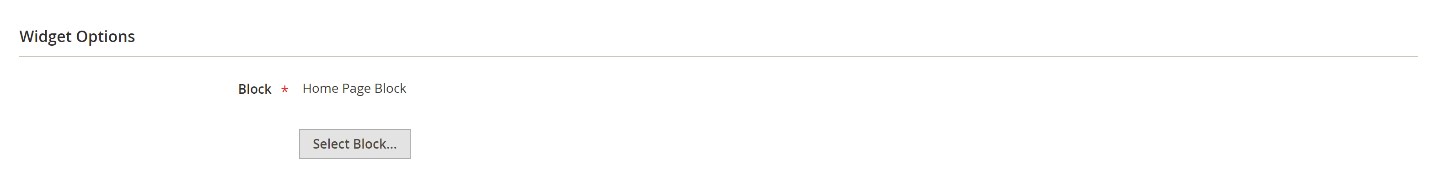 Widget Options
Block * Home Page Block
Select Block...